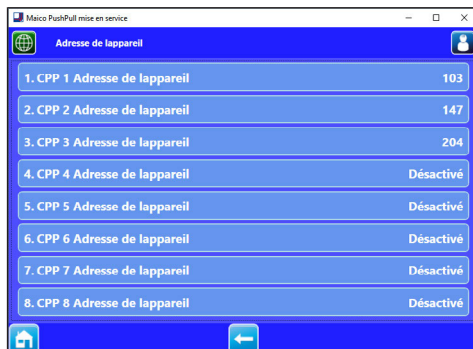 Maico PushPull mise en service
Adresse de lappareil
1. CPP 1 Adresse de lappareil 103
2. CPP 2 Adresse de lappareil 147
3. CPP 3 Adresse de lappareil 204
4. CPP 4 Adresse de lappareil Désactivé
5. CPP 5 Adresse de lappareil Désactivé
6. CPP 6 Adresse de lappareil Désactivé
7. CPP 7 Adresse de lappareil Désactivé
8. CPP 8 Adresse de lappareil Désactivé